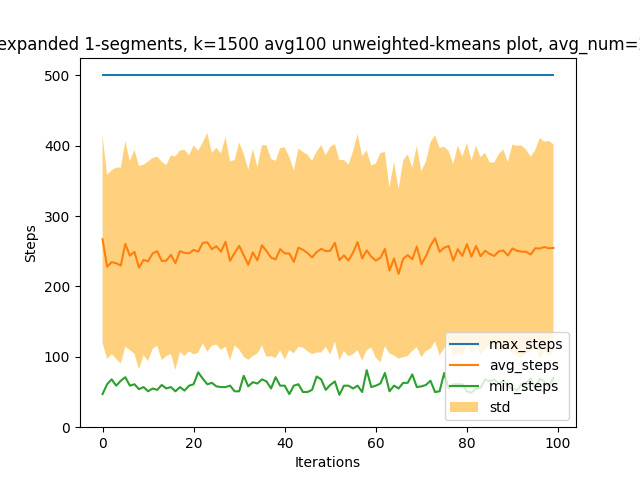 expanded 1-segments, k=1500 avg100 unweighted-kmeans plot, avg_num=
500
400
300
200
100
0
Steps
0 20 40 60 80 100
Iterations
max_steps
avg_steps
min_steps
std